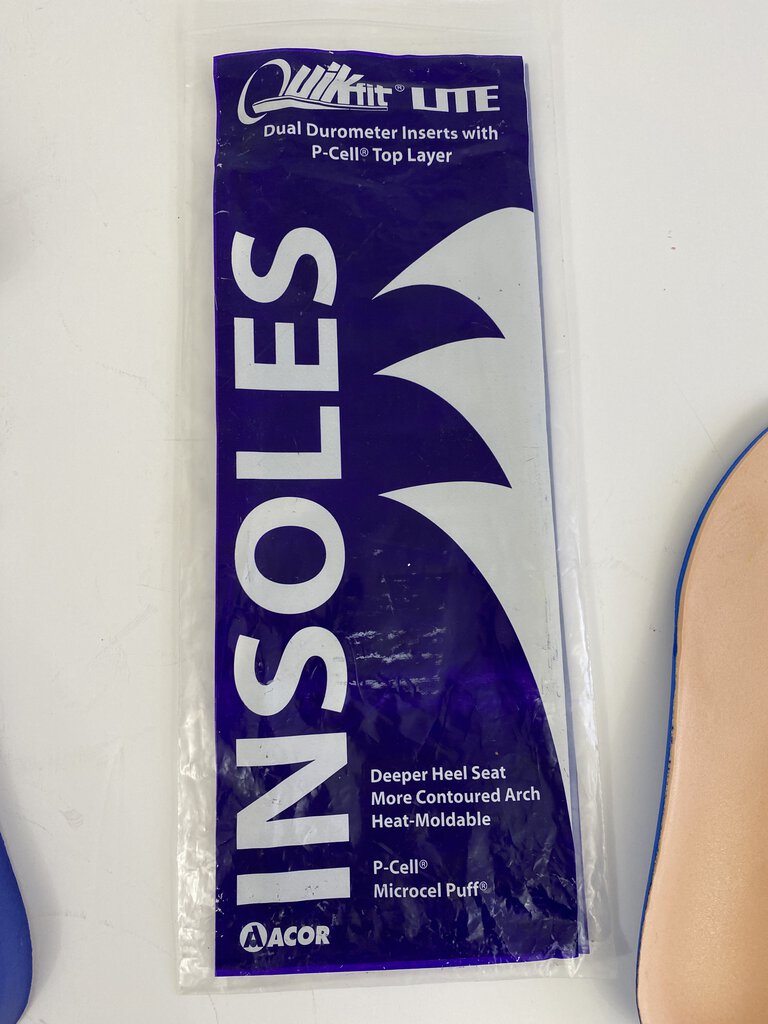 Quikfit® LITE
Dual Durometer Inserts with
P-Cell® Top Layer
INSOLES
Deeper Heel Seat
More Contoured Arch
Heat-Moldable
P-Cell®
Microcel Puff®
A ACOR